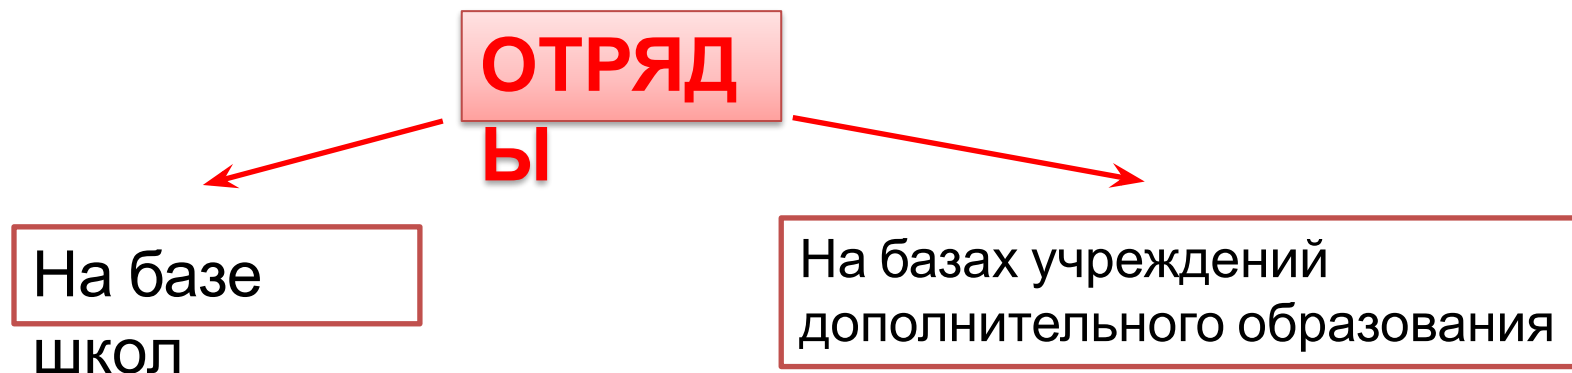 ОТРЯД
Ы
На базе
школ
На базах учреждений
дополнительного образования